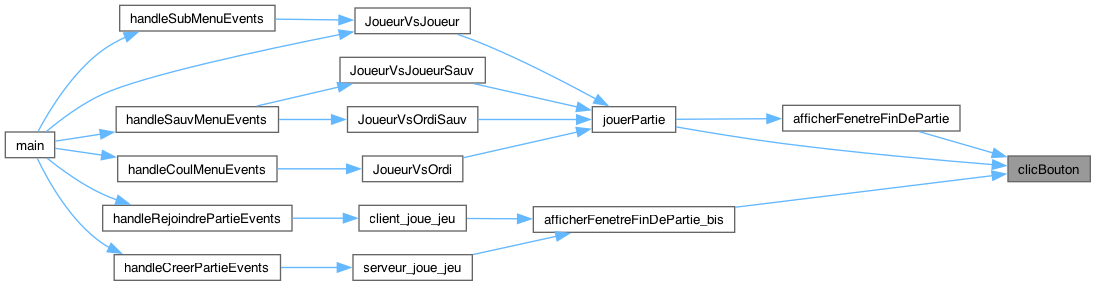 handleSubMenuEvents
JoueurVsJoueur
JoueurVsJoueurSauv
handleSauvMenuEvents
JoueurVsOrdiSauv
jouerPartie
afficherFenetreFinDePartie
main
handleCoulMenuEvents
JoueurVsOrdi
clicBouton
handleRejoindrePartieEvents
client_joue_jeu
afficherFenetreFinDePartie_bis
handleCreerPartieEvents
serveur_joue_jeu